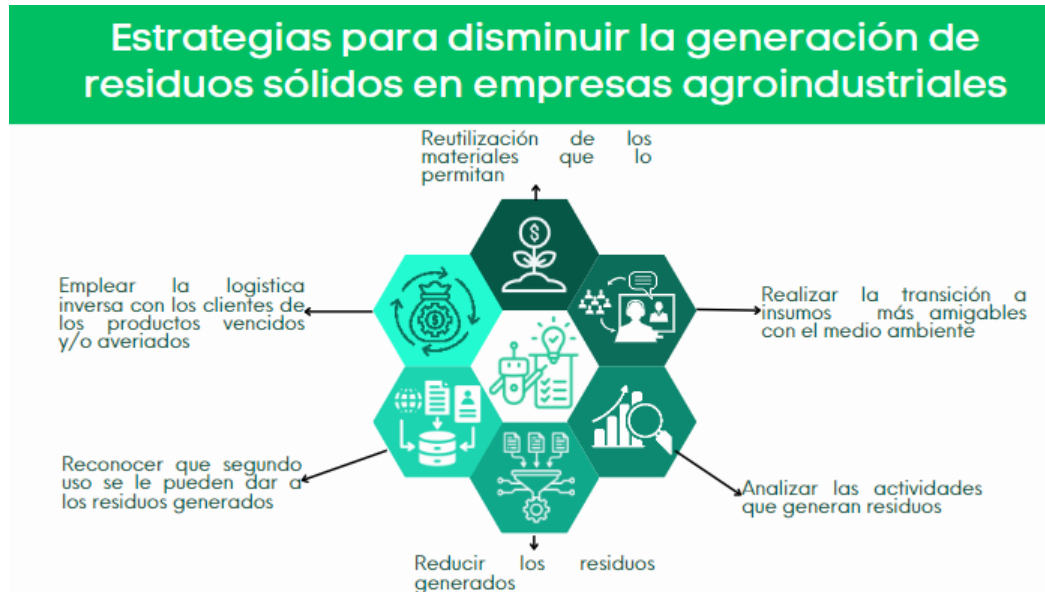 Estrategias para disminuir la generación de
residuos sólidos en empresas agroindustriales
Reutilización de los
materiales que lo
permitan
Emplear la logistica
inversa con los clientes de
los productos vencidos
y/o averiados
Realizar la transición a
insumos más amigables
con el medio ambiente
Reconocer que segundo
uso se le pueden dar a
los residuos generados
Analizar las actividades
que generan residuos
Reducir los residuos
generados